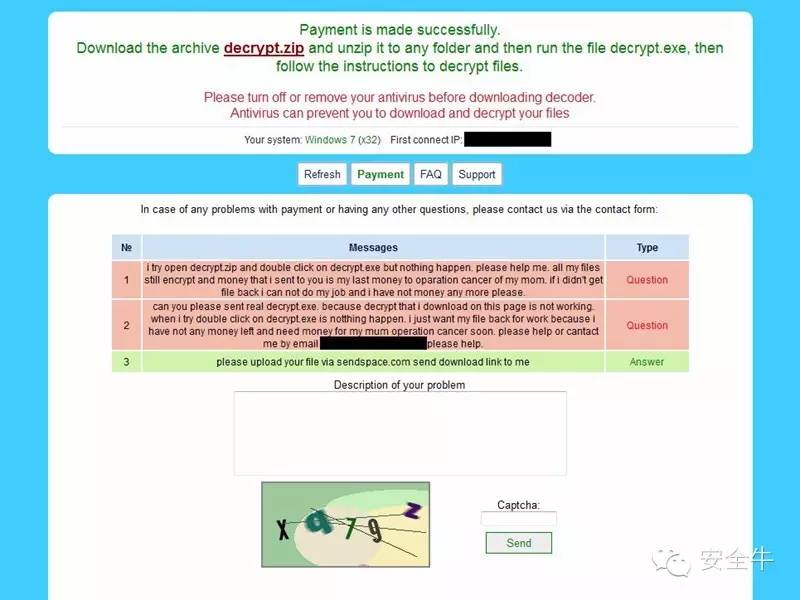 Payment is made successfully.
Download the archive decrypt.zip and unzip it to any folder and then run the file decrypt.exe, then
follow the instructions to decrypt files.
Please turn off or remove your antivirus before downloading decoder.
Antivirus can prevent you to download and decrypt your files
Your system: Windows 7 (x32) First connect IP:
Refresh Payment FAQ Support
In case of any problems with payment or having any other questions, please contact us via the contact form:
№ Messages Type
1 i try open decrypt.zip and double click on decrypt.exe but nothing happen. please help me. all my files
still encrypt and money that i sent to you is my last money to oparation cancer of my mom. if i didn't get
file back i can not do my job and i have not money any more please.
Question
2 can you please sent real decrypt.exe. because decrypt that i download on this page is not working.
when i try double click on decrypt.exe is notthing happen. i just want my file back for work because i
have not any money left and need money for my mum operation cancer soon. please help or cantact
me by email please help.
Question
3 please upload your file via sendspace.com send download link to me Answer
Description of your problem
x q 7 9 z
Captcha:
Send
安全牛